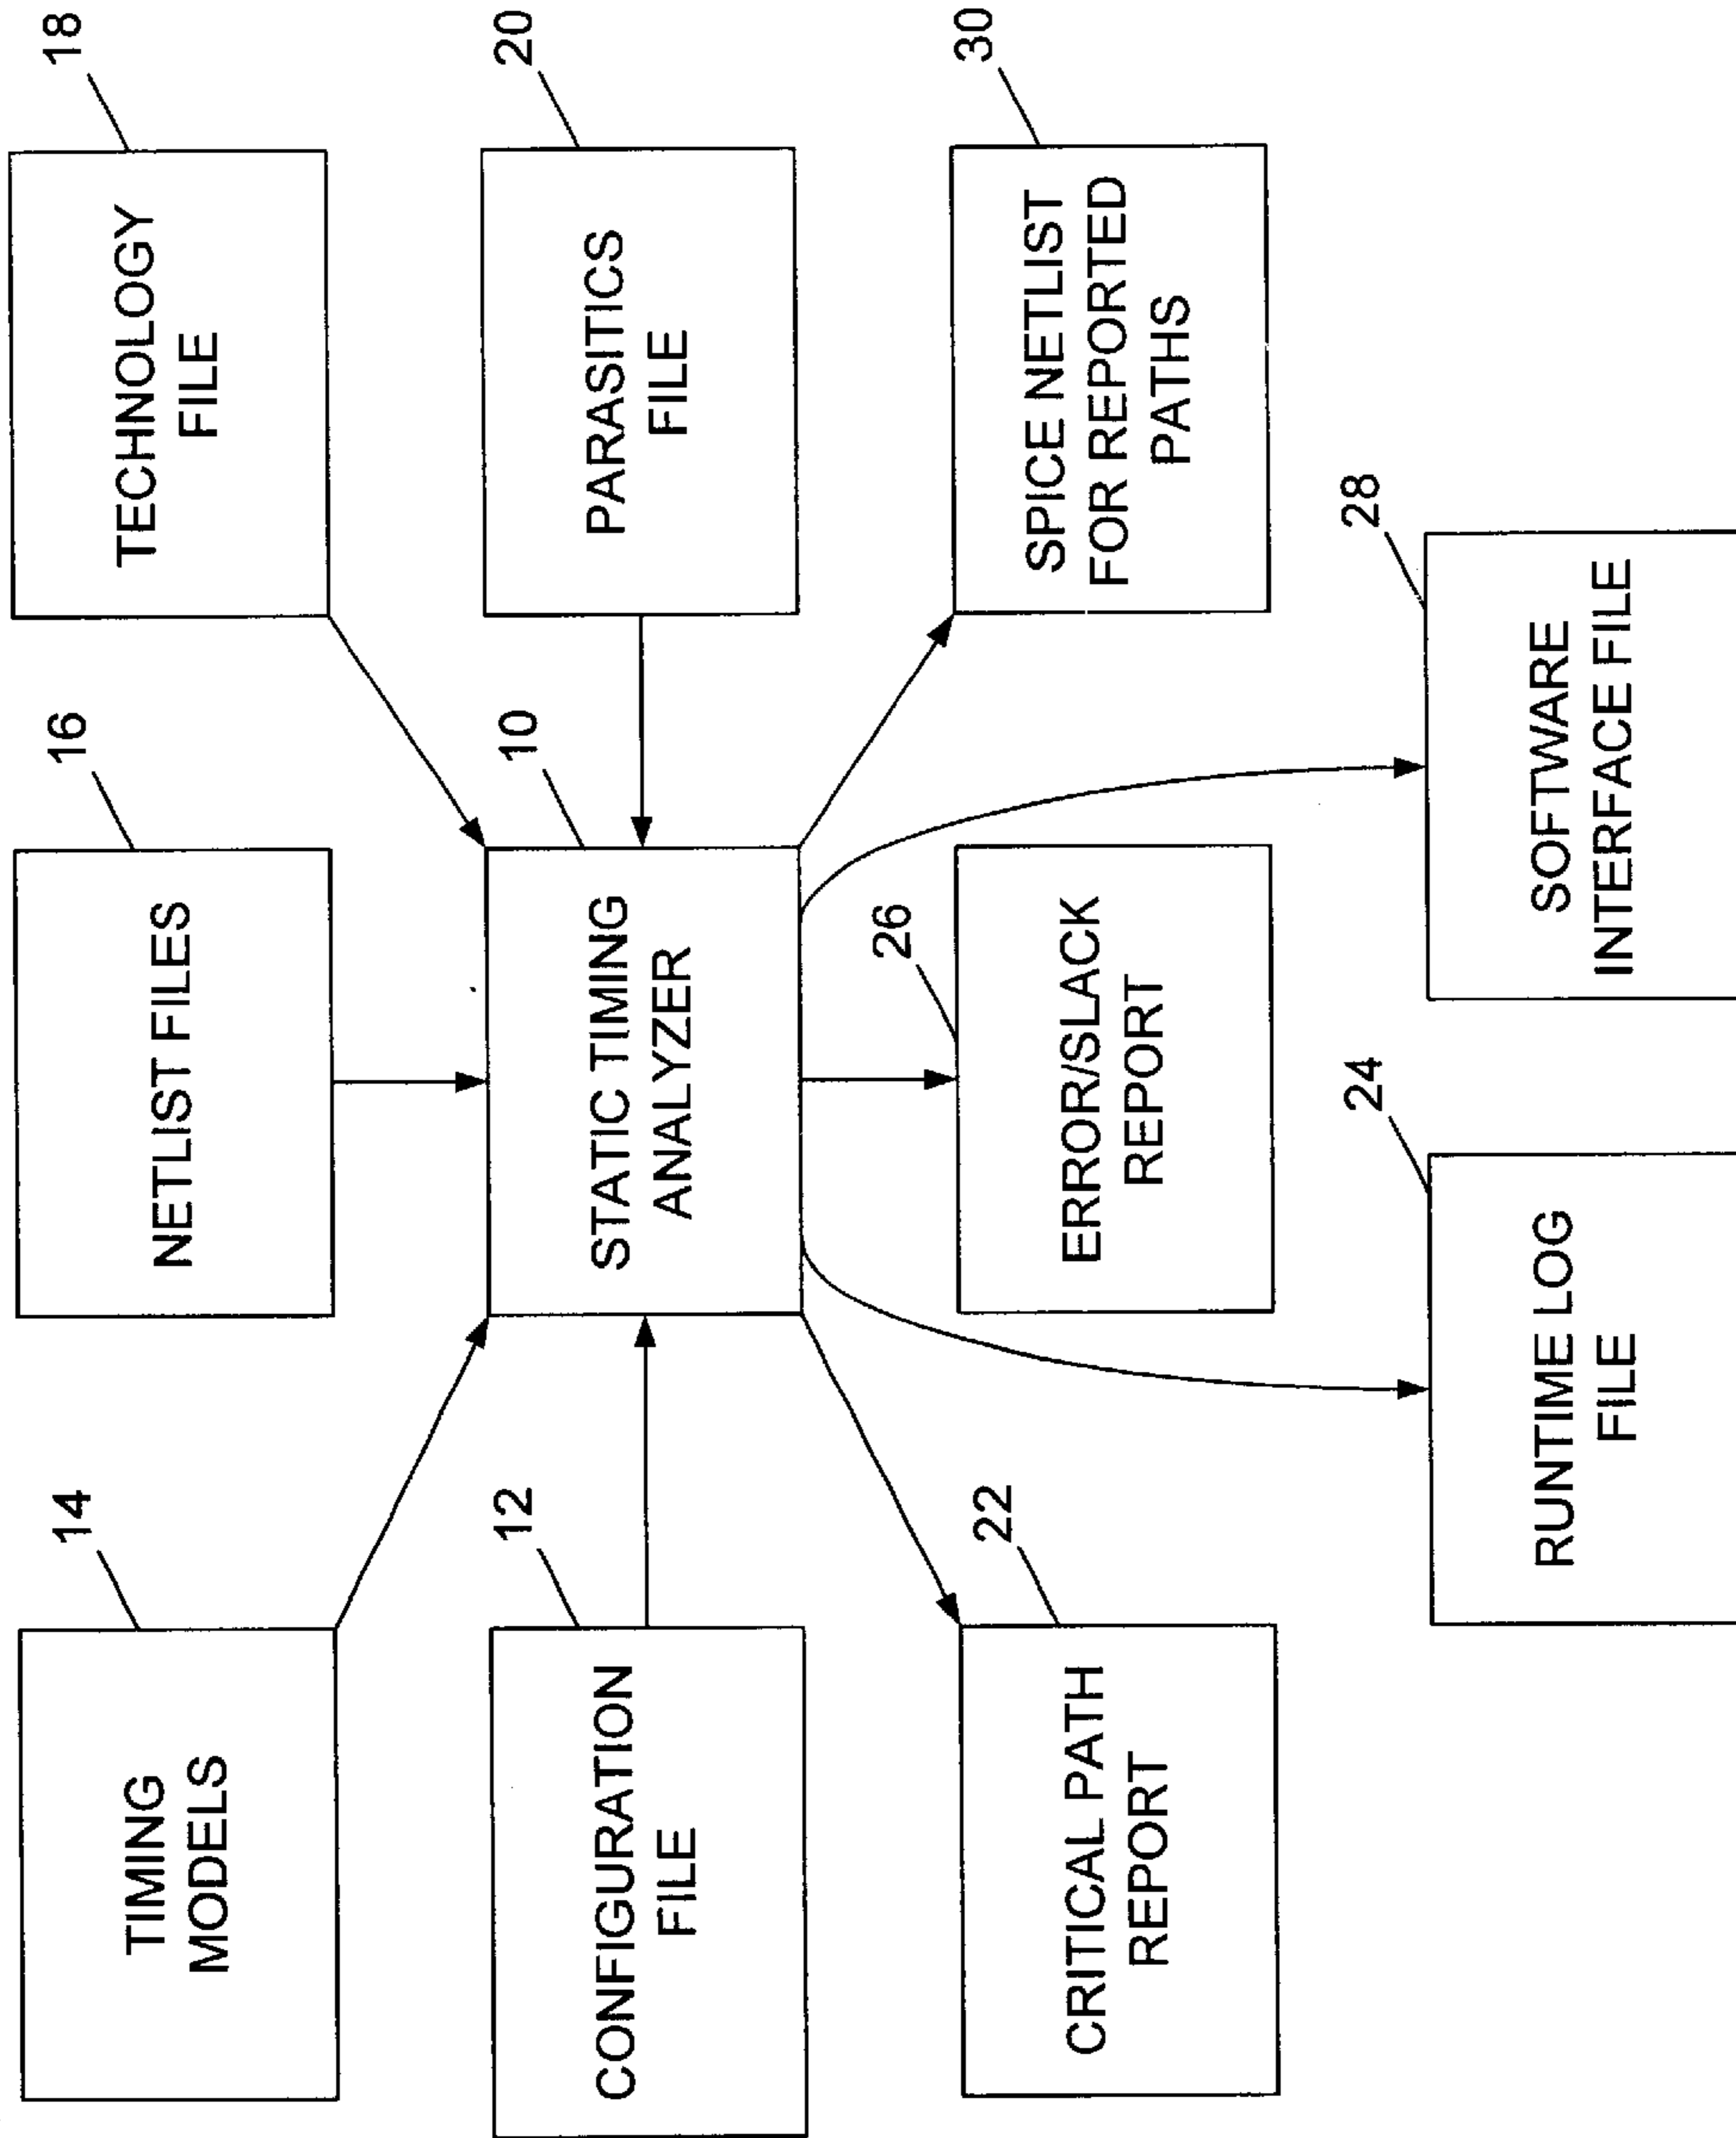 14
TIMING
MODELS
16
NETLIST FILES
18
TECHNOLOGY
FILE
12
CONFIGURATION
FILE
10
STATIC TIMING
ANALYZER
20
PARASITICS
FILE
22
CRITICAL PATH
REPORT
26
ERROR/SLACK
REPORT
30
SPICE NETLIST
FOR REPORTED
PATHS
24
RUNTIME LOG
FILE
28
SOFTWARE
INTERFACE FILE